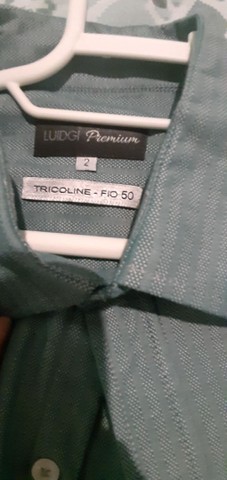 LUIDGI Premium
2
TRICOLINE - FIO 50